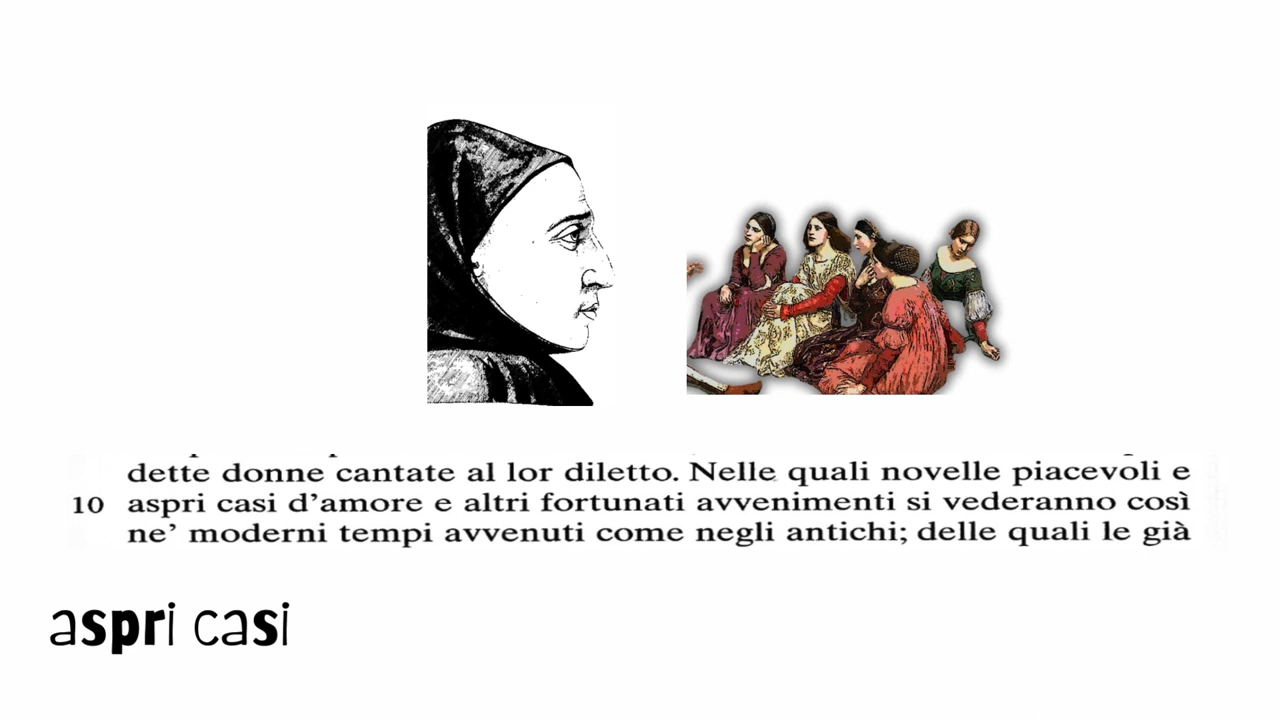 dette donne cantate al lor diletto. Nelle quali novelle piacevoli e
10 aspri casi d'amore e altri fortunati avvenimenti si vederanno così
ne' moderni tempi avvenuti come negli antichi; delle quali le già
aspri casi